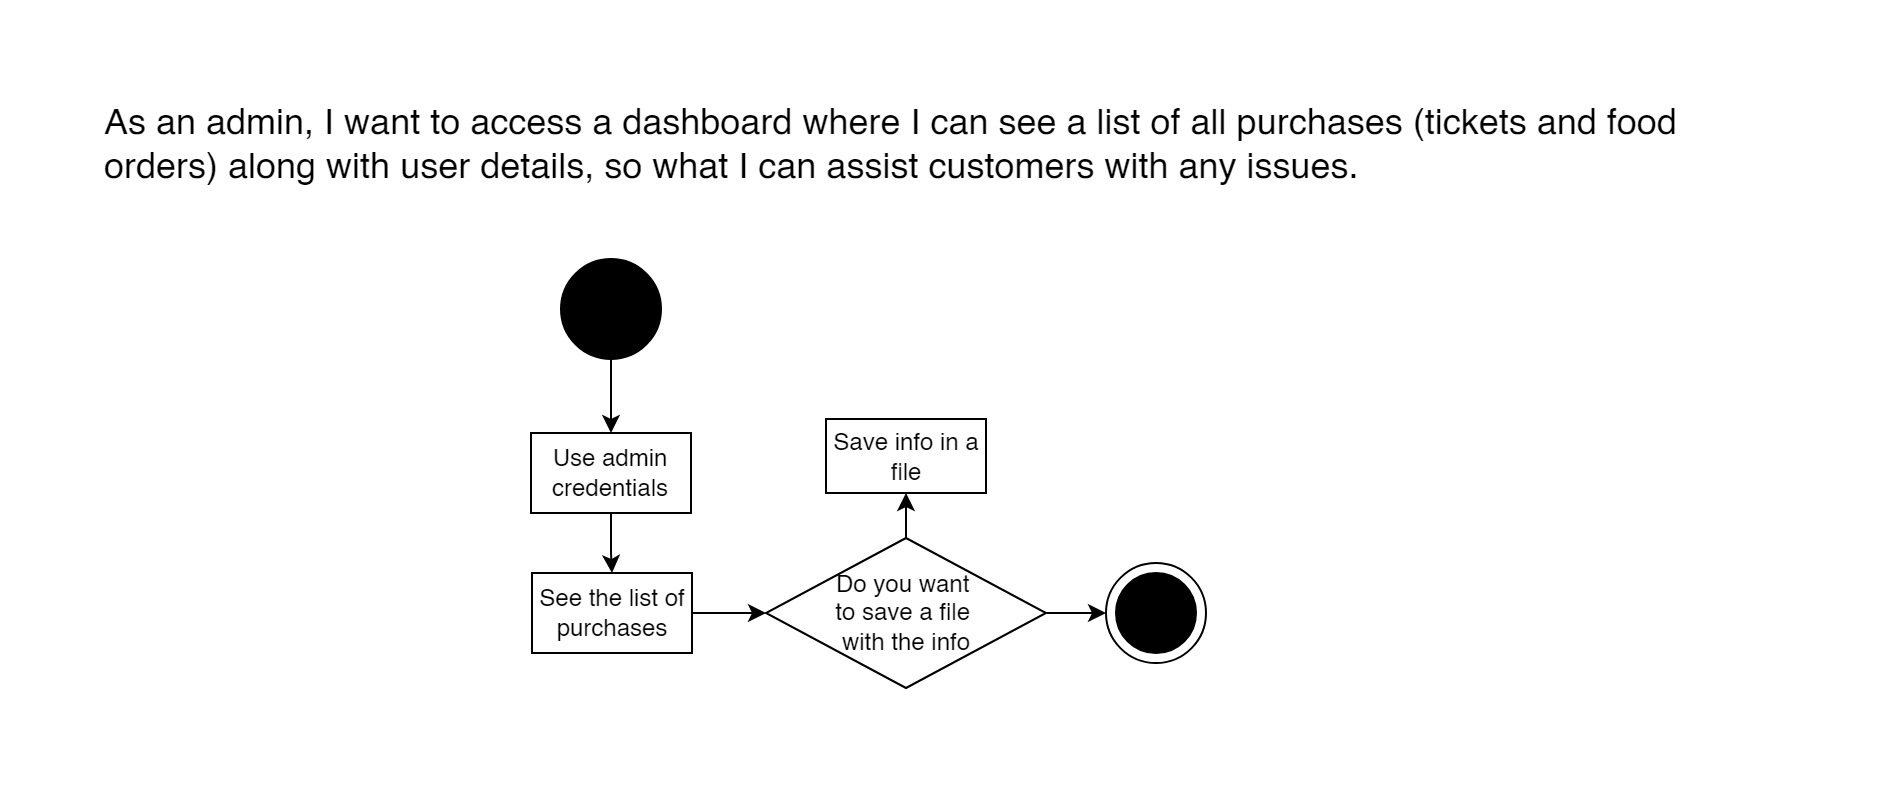 As an admin, I want to access a dashboard where I can see a list of all purchases (tickets and food
orders) along with user details, so what I can assist customers with any issues.
Use admin
credentials
See the list of
purchases
Save info in a
file
Do you want
to save a file
with the info